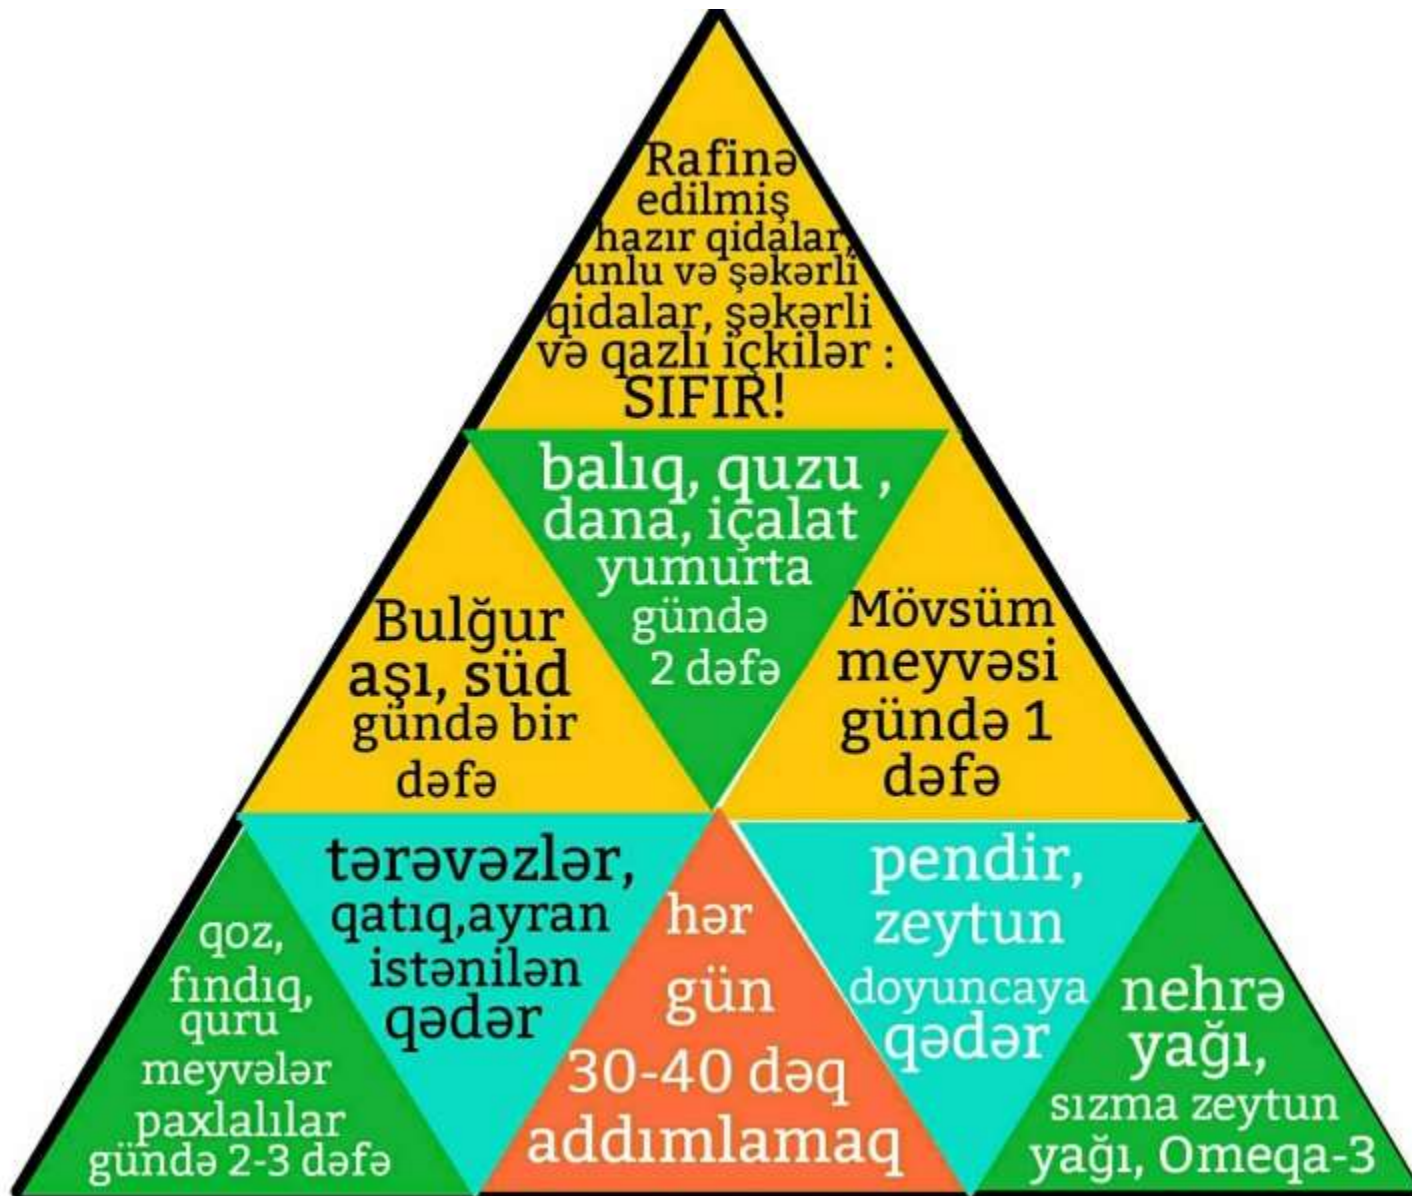 Rafinə
edilmiş
hazır qidalar,
unlu və şəkərli
qidalar, şəkərli
və qazlı içkilər :
SIFIR!
balıq, quzu ,
dana, içalat
yumurta
gündə
2 dəfə
Bulğur
aşı, süd
gündə bir
dəfə
Mövsüm
meyvəsi
gündə 1
dəfə
qoz,
fındıq,
quru
meyvələr
paxlalılar
gündə 2-3 dəfə
tərəvəzlər,
qatıq,ayran
istənilən
qədər
hər
gün
30-40 dəq
addımlamaq
pendir,
zeytun
doyuncaya
qədər
nehrə
yağı,
sızma zeytun
yağı, Omeqa-3